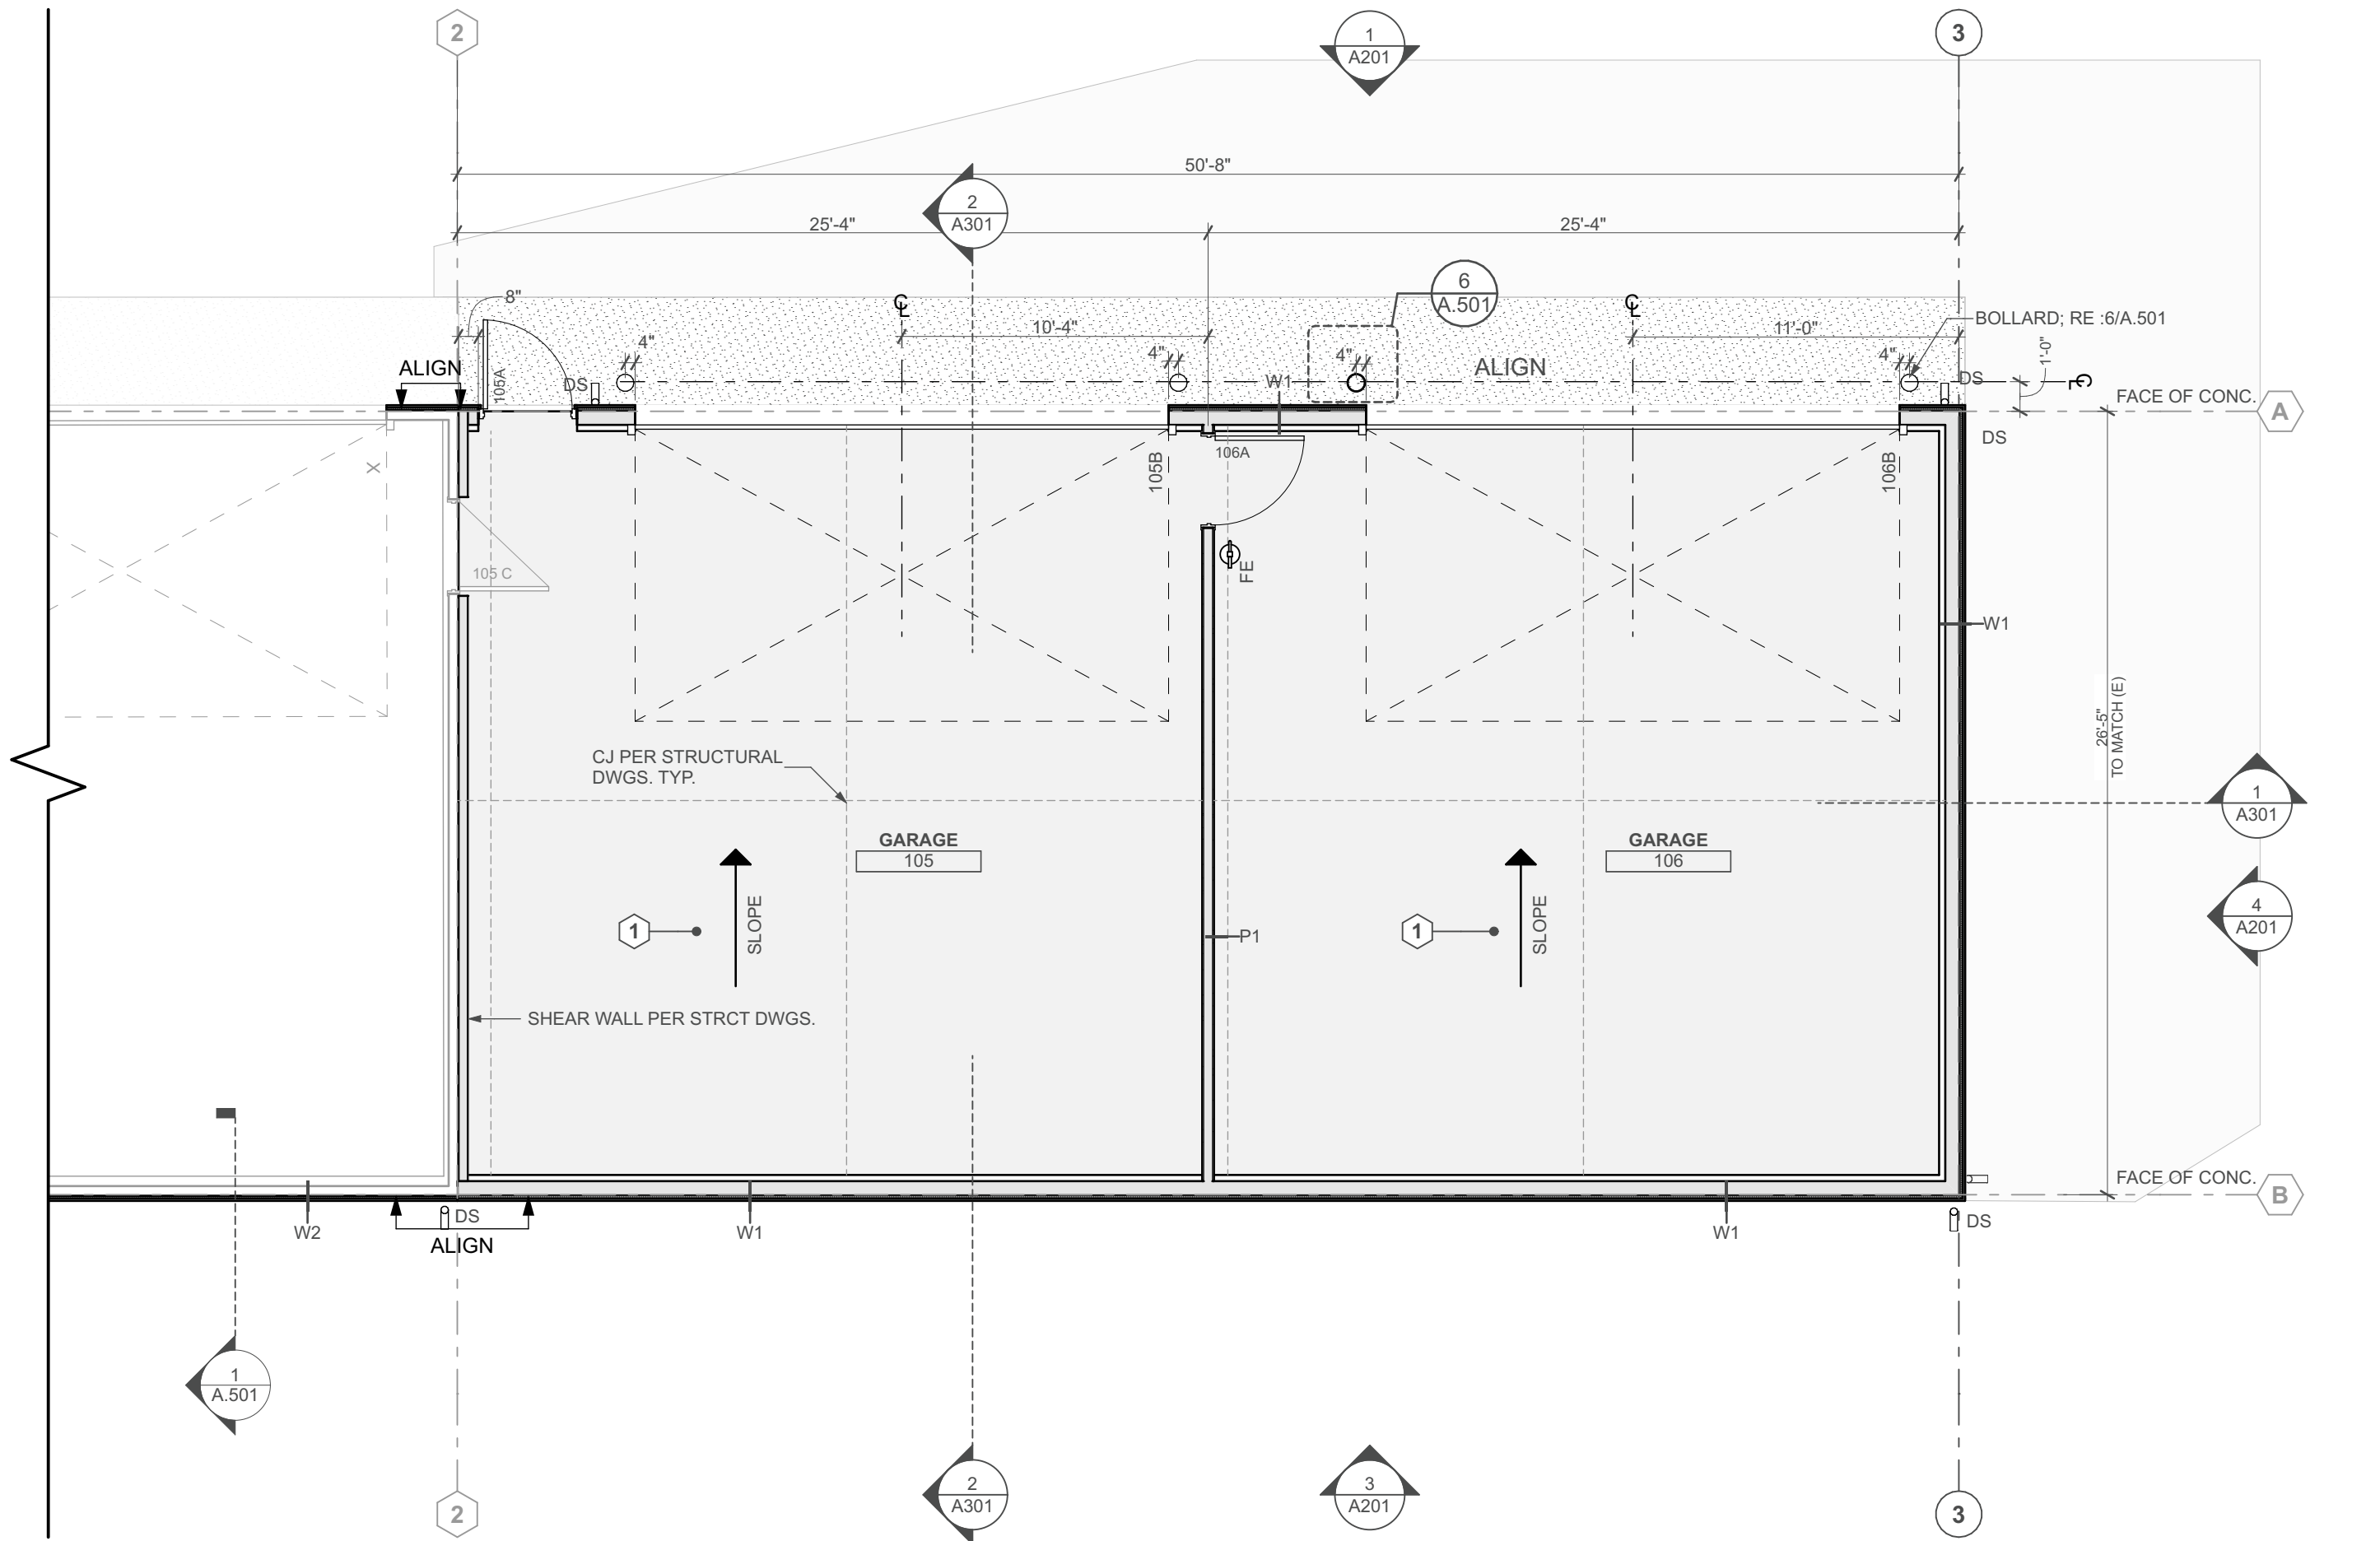 2
1
A201
3
50'-8"
2
A301
25'-4"
25'-4"
6
A.501
8"
10'-4"
11'-0"
BOLLARD; RE :6/A.501
4"
4"
4"
4"
1'-0"
ALIGN
ALIGN
105A
DS
W1
DS
FACE OF CONC.
A
DS
X
105B
106A
106B
105 C
FE
W1
26'-5"
TO MATCH (E)
CJ PER STRUCTURAL
DWGS. TYP.
1
A301
GARAGE
105
GARAGE
106
4
A201
1
SLOPE
1
SLOPE
P1
SHEAR WALL PER STRCT DWGS.
FACE OF CONC.
B
W2
DS
ALIGN
W1
W1
DS
1
A.501
2
2
A301
3
A201
3